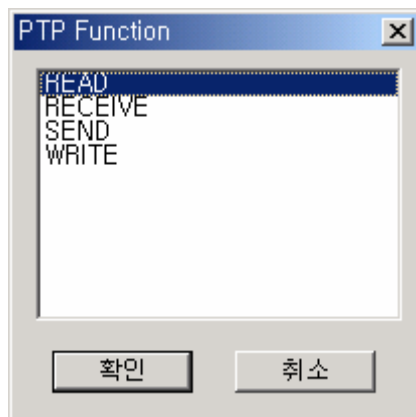 PTP Function
READ
RECEIVE
SEND
WRITE
확인
취소